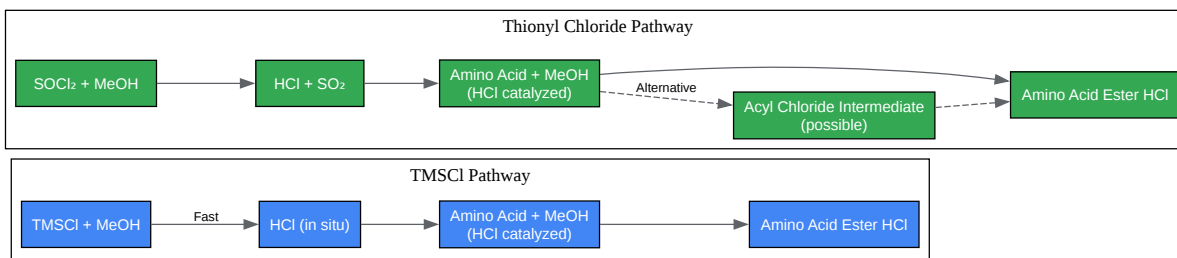 Thionyl Chloride Pathway
SOCl₂ + MeOH
HCl + SO₂
Amino Acid + MeOH
(HCl catalyzed)
Alternative
Acyl Chloride Intermediate
(possible)
Amino Acid Ester HCl
TMSCl Pathway
TMSCl + MeOH
Fast
HCl (in situ)
Amino Acid + MeOH
(HCl catalyzed)
Amino Acid Ester HCl